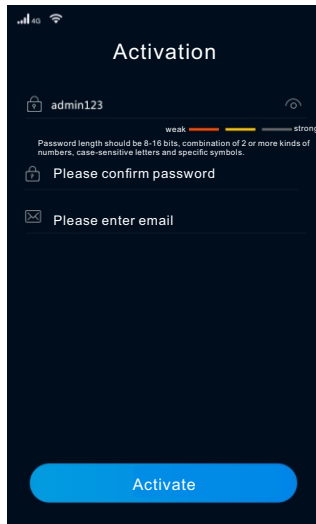 4G
Activation
admin123
weak strong
Password length should be 8-16 bits, combination of 2 or more kinds of
numbers, case-sensitive letters and specific symbols.
Please confirm password
Please enter email
Activate